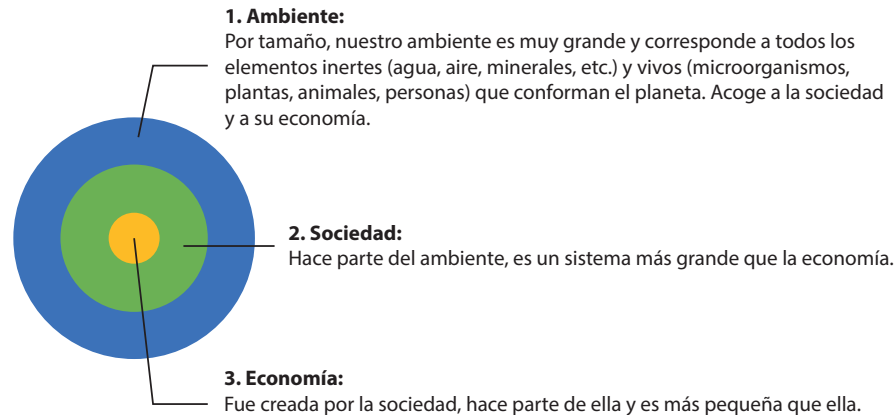 1. Ambiente:
Por tamaño, nuestro ambiente es muy grande y corresponde a todos los
elementos inertes (agua, aire, minerales, etc.) y vivos (microorganismos,
plantas, animales, personas) que conforman el planeta. Acoge a la sociedad
y a su economía.
2. Sociedad:
Hace parte del ambiente, es un sistema más grande que la economía.
3. Economía:
Fue creada por la sociedad, hace parte de ella y es más pequeña que ella.